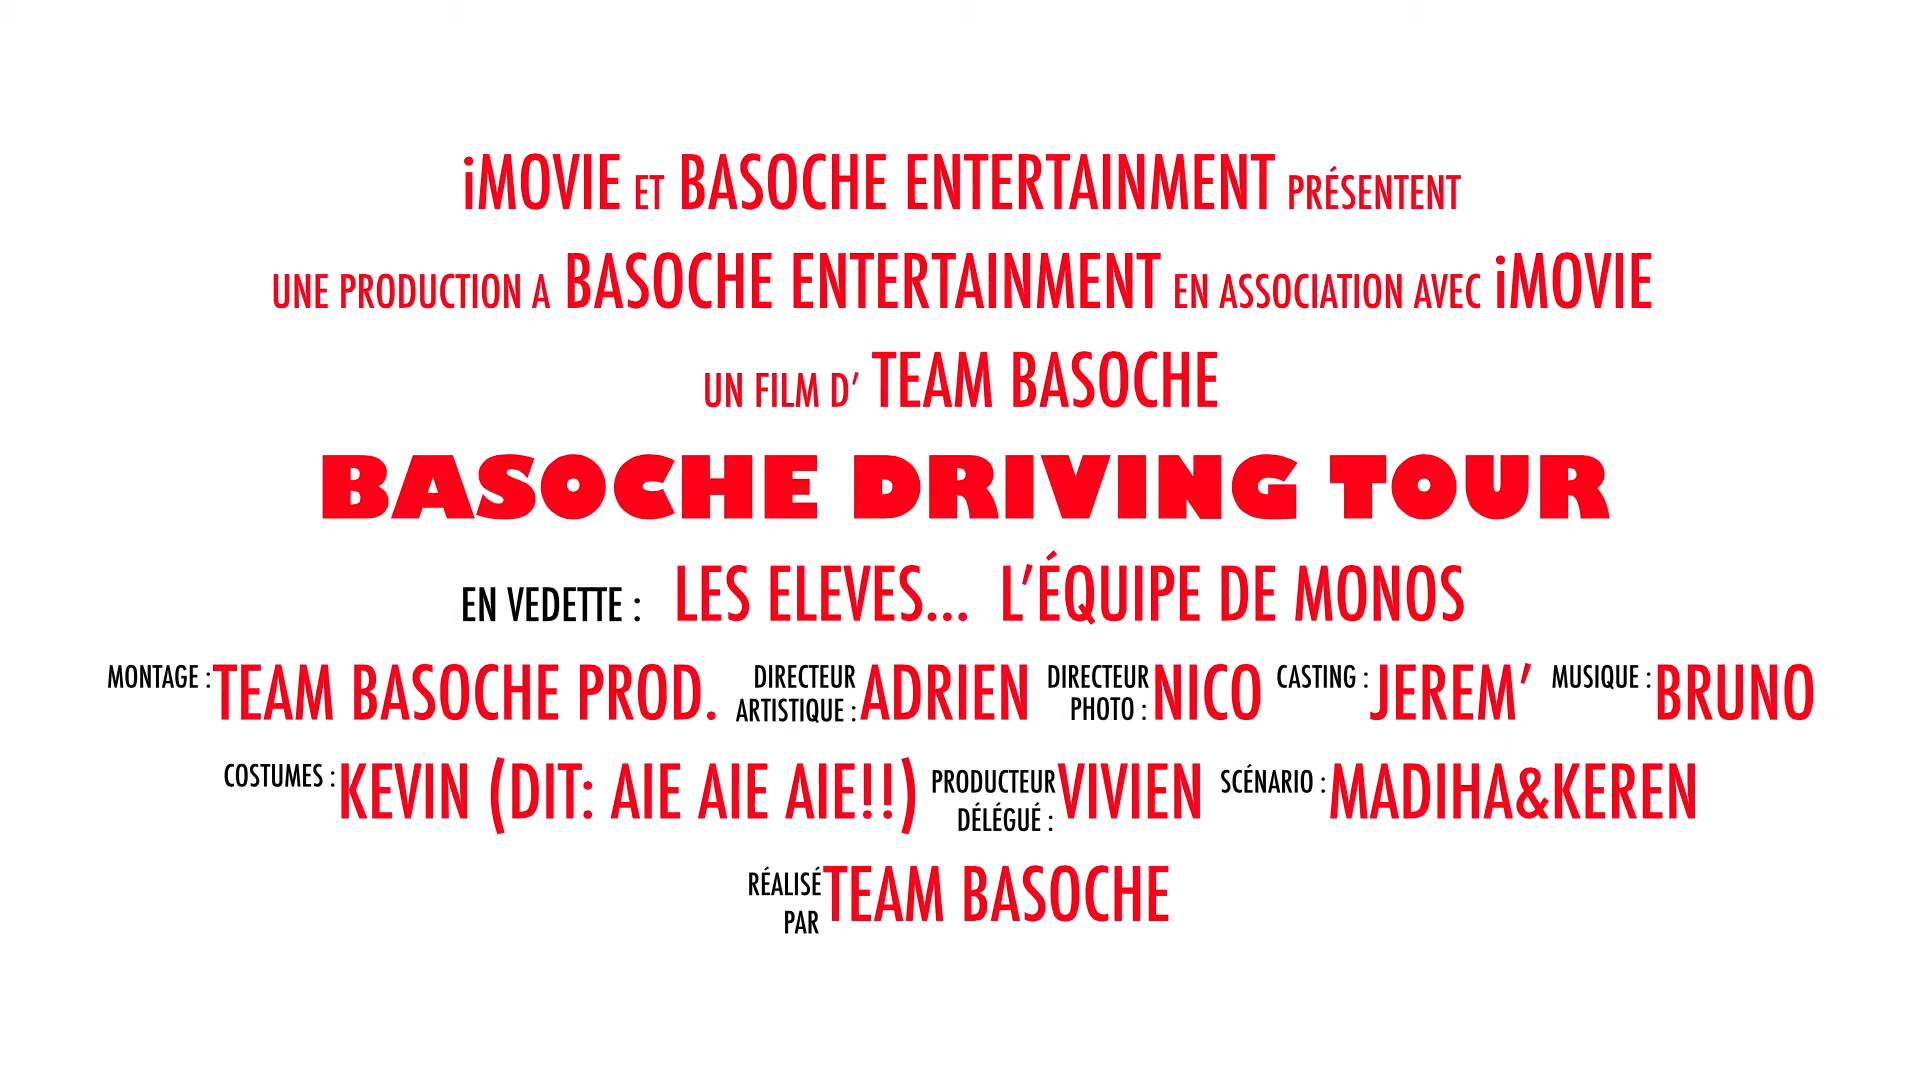 iMOVIE ET BASOCHE ENTERTAINMENT PRÉSENTENT
UNE PRODUCTION A BASOCHE ENTERTAINMENT EN ASSOCIATION AVEC iMOVIE
UN FILM D’ TEAM BASOCHE
BASOCHE DRIVING TOUR
EN VEDETTE : LES ELEVES... L’ÉQUIPE DE MONOS
MONTAGE : TEAM BASOCHE PROD. DIRECTEUR ARTISTIQUE : ADRIEN DIRECTEUR PHOTO : NICO CASTING : JEREM’ MUSIQUE : BRUNO
COSTUMES : KEVIN (DIT: AIE AIE AIE!!) PRODUCTEUR DÉLÉGUÉ : VIVIEN SCÉNARIO : MADIHA&KEREN
RÉALISÉ PAR TEAM BASOCHE